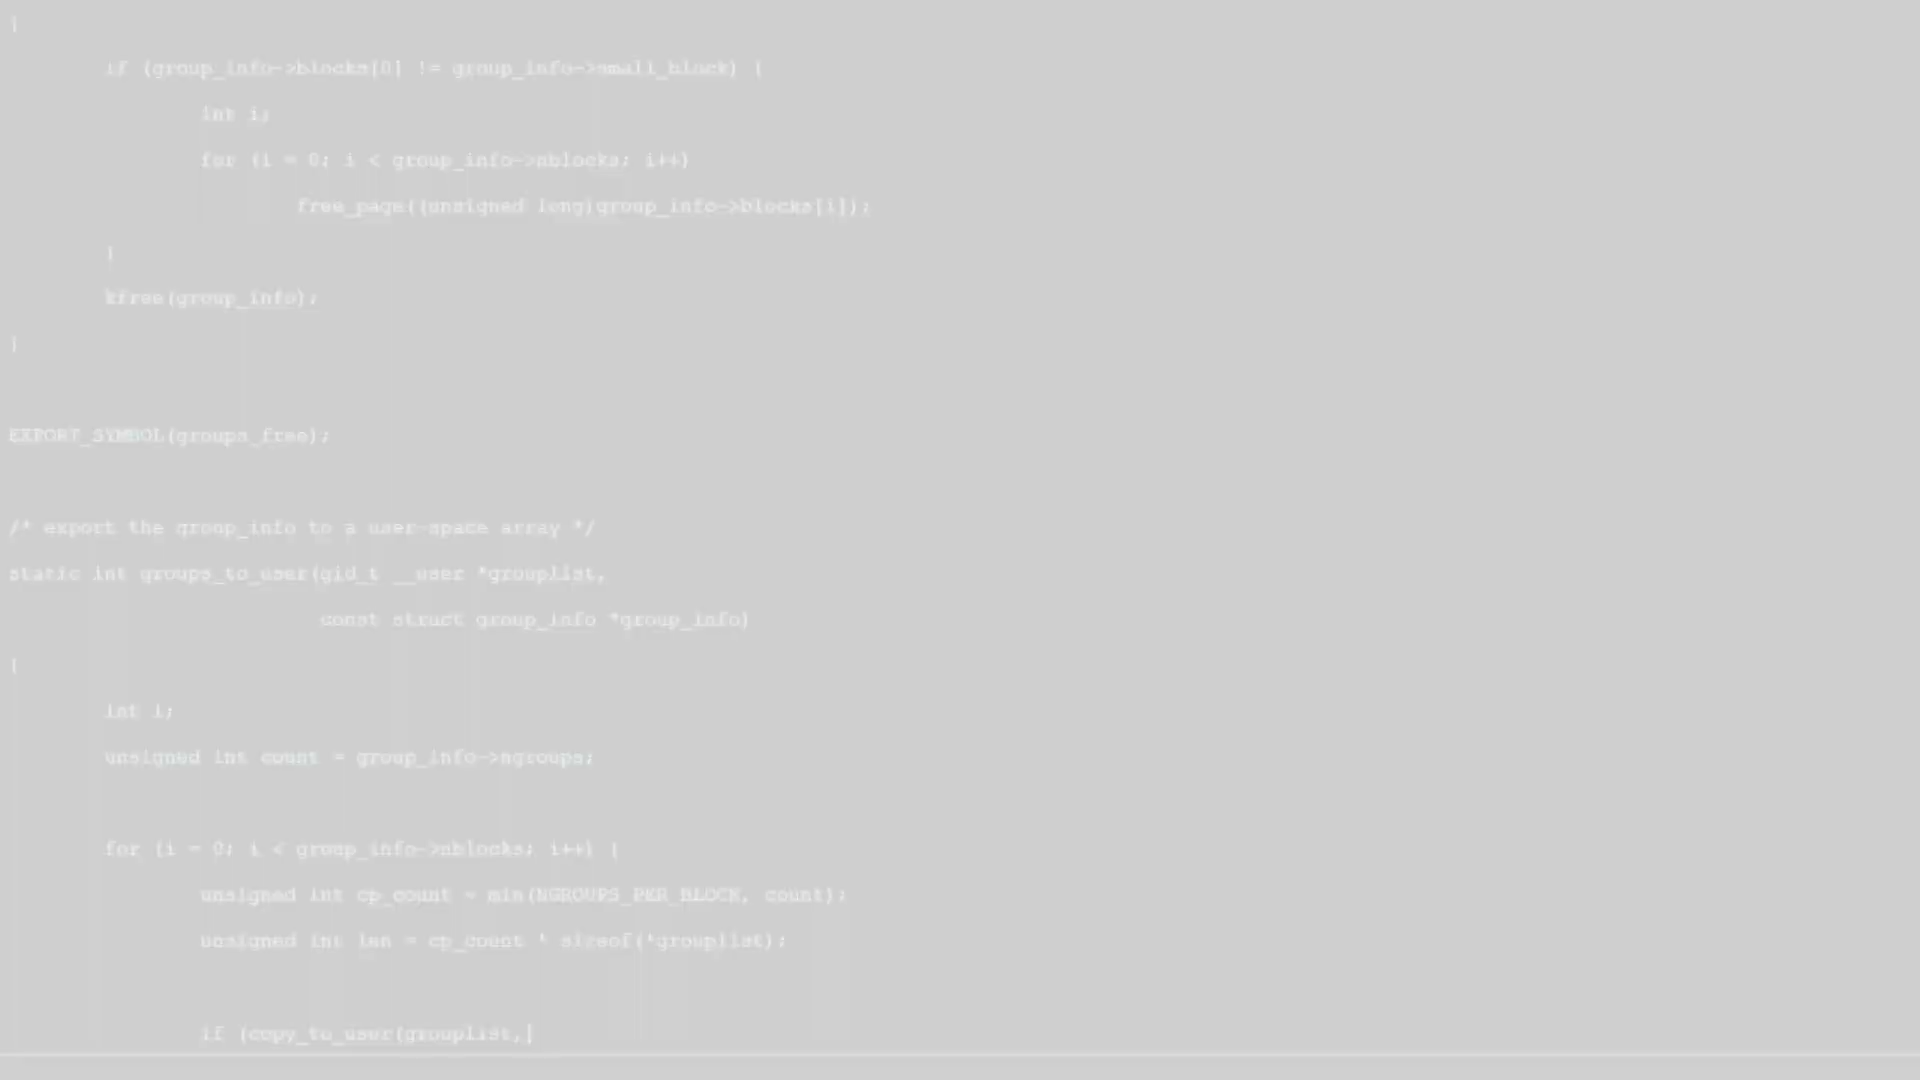 }
if (group_info->blocks[0] != group_info->small_block) {
int i;
for (i = 0; i < group_info->nblocks; i++)
free_page((unsigned long)group_info->blocks[i]);
}
kfree(group_info);
}
EXPORT_SYMBOL(groups_free);
/* export the group_info to a user-space array */
static int groups_to_user(gid_t __user *grouplist,
const struct group_info *group_info)
{
int i;
unsigned int count = group_info->ngroups;
for (i = 0; i < group_info->nblocks; i++) {
unsigned int cp_count = min(NGROUPS_PER_BLOCK, count);
unsigned int len = cp_count * sizeof(*grouplist);
if (copy_to_user(grouplist,|